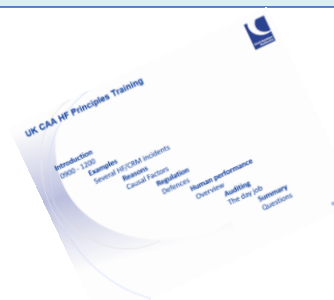 UK CAA HF Principles Training
Introduction
0900 - 1200
Examples
Several HF/CRM incidents
Reasons
Causal Factors
Regulation
Defences
Human performance
Overview
Auditing
The day job
Summary
Questions